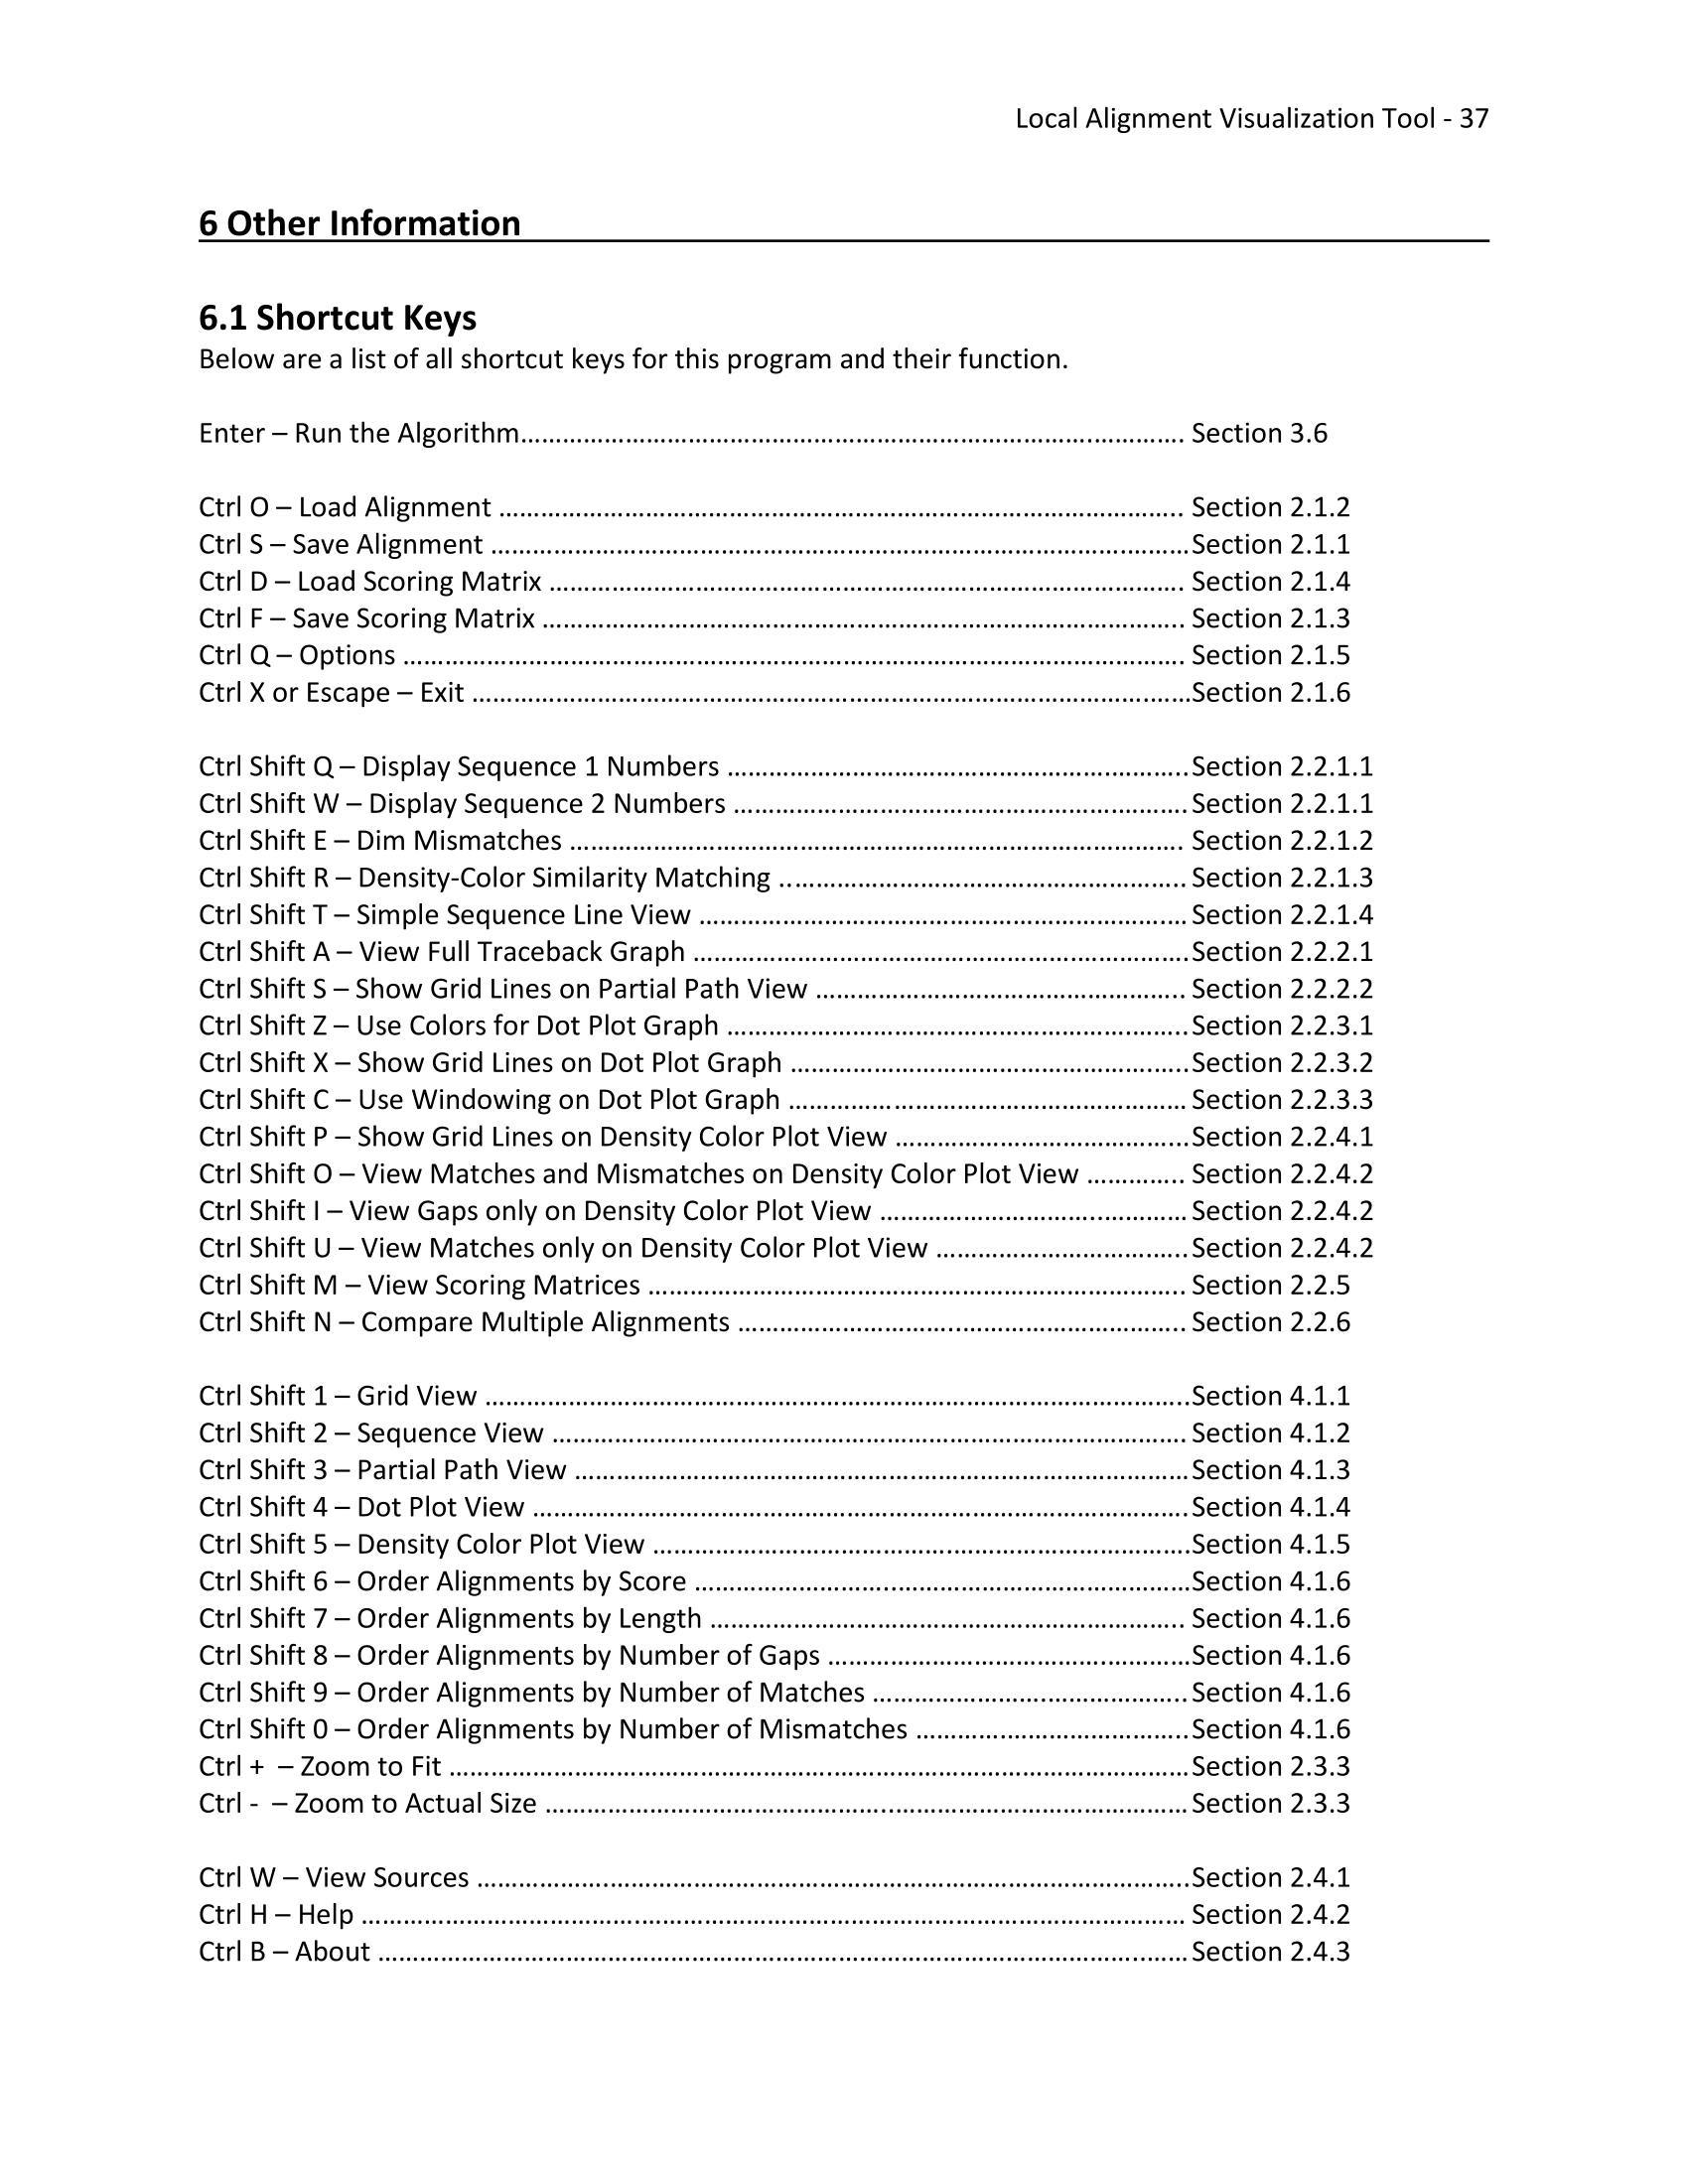 Local Alignment Visualization Tool - 37
6 Other Information
6.1 Shortcut Keys
Below are a list of all shortcut keys for this program and their function.
Enter – Run the Algorithm…………………………………………………………………………………. Section 3.6
Ctrl O – Load Alignment ……………………………………………………………………………………. Section 2.1.2
Ctrl S – Save Alignment ………………………………………………………………………………………Section 2.1.1
Ctrl D – Load Scoring Matrix ………………………………………………………………………………. Section 2.1.4
Ctrl F – Save Scoring Matrix ……………………………………………………………………………….. Section 2.1.3
Ctrl Q – Options ………………………………………………………………………………………………… Section 2.1.5
Ctrl X or Escape – Exit …………………………………………………………………………………………Section 2.1.6
Ctrl Shift Q – Display Sequence 1 Numbers …………………………………………………………Section 2.2.1.1
Ctrl Shift W – Display Sequence 2 Numbers ……………………………………………………….. Section 2.2.1.1
Ctrl Shift E – Dim Mismatches ……………………………………………………………………………. Section 2.2.1.2
Ctrl Shift R – Density-Color Similarity Matching ..………………………………………………… Section 2.2.1.3
Ctrl Shift T – Simple Sequence Line View …………………………………………………………… Section 2.2.1.4
Ctrl Shift A – View Full Traceback Graph ………………………………………………………………Section 2.2.2.1
Ctrl Shift S – Show Grid Lines on Partial Path View …………………………………………….. Section 2.2.2.2
Ctrl Shift Z – Use Colors for Dot Plot Graph …………………………………………………………Section 2.2.3.1
Ctrl Shift X – Show Grid Lines on Dot Plot Graph …………………………………………………Section 2.2.3.2
Ctrl Shift C – Use Windowing on Dot Plot Graph ………………………………………………… Section 2.2.3.3
Ctrl Shift P – Show Grid Lines on Density Color Plot View ……………………………………Section 2.2.4.1
Ctrl Shift O – View Matches and Mismatches on Density Color Plot View ………….. Section 2.2.4.2
Ctrl Shift I – View Gaps only on Density Color Plot View ……………………………………… Section 2.2.4.2
Ctrl Shift U – View Matches only on Density Color Plot View ………………………………Section 2.2.4.2
Ctrl Shift M – View Scoring Matrices ………………………………………………………………….. Section 2.2.5
Ctrl Shift N – Compare Multiple Alignments ……………………………………………………….. Section 2.2.6
Ctrl Shift 1 – Grid View ………………………………………………………………………………………..Section 4.1.1
Ctrl Shift 2 – Sequence View ……………………………………………………………………………… Section 4.1.2
Ctrl Shift 3 – Partial Path View ……………………………………………………………………………Section 4.1.3
Ctrl Shift 4 – Dot Plot View …………………………………………………………………………………Section 4.1.4
Ctrl Shift 5 – Density Color Plot View …………………………………………………………………..Section 4.1.5
Ctrl Shift 6 – Order Alignments by Score ………………………………………………………………Section 4.1.6
Ctrl Shift 7 – Order Alignments by Length …………………………………………………………. Section 4.1.6
Ctrl Shift 8 – Order Alignments by Number of Gaps ……………………………………………Section 4.1.6
Ctrl Shift 9 – Order Alignments by Number of Matches ……………………………………… Section 4.1.6
Ctrl Shift 0 – Order Alignments by Number of Mismatches …………………………………Section 4.1.6
Ctrl + – Zoom to Fit ……………………………………………………………………………………………Section 2.3.3
Ctrl - – Zoom to Actual Size ……………………………………………………………………………….. Section 2.3.3
Ctrl W – View Sources …………………………………………………………………………………………Section 2.4.1
Ctrl H – Help ……………………………………………………………………………………………………… Section 2.4.2
Ctrl B – About ……………………………………………………………………………………………………Section 2.4.3